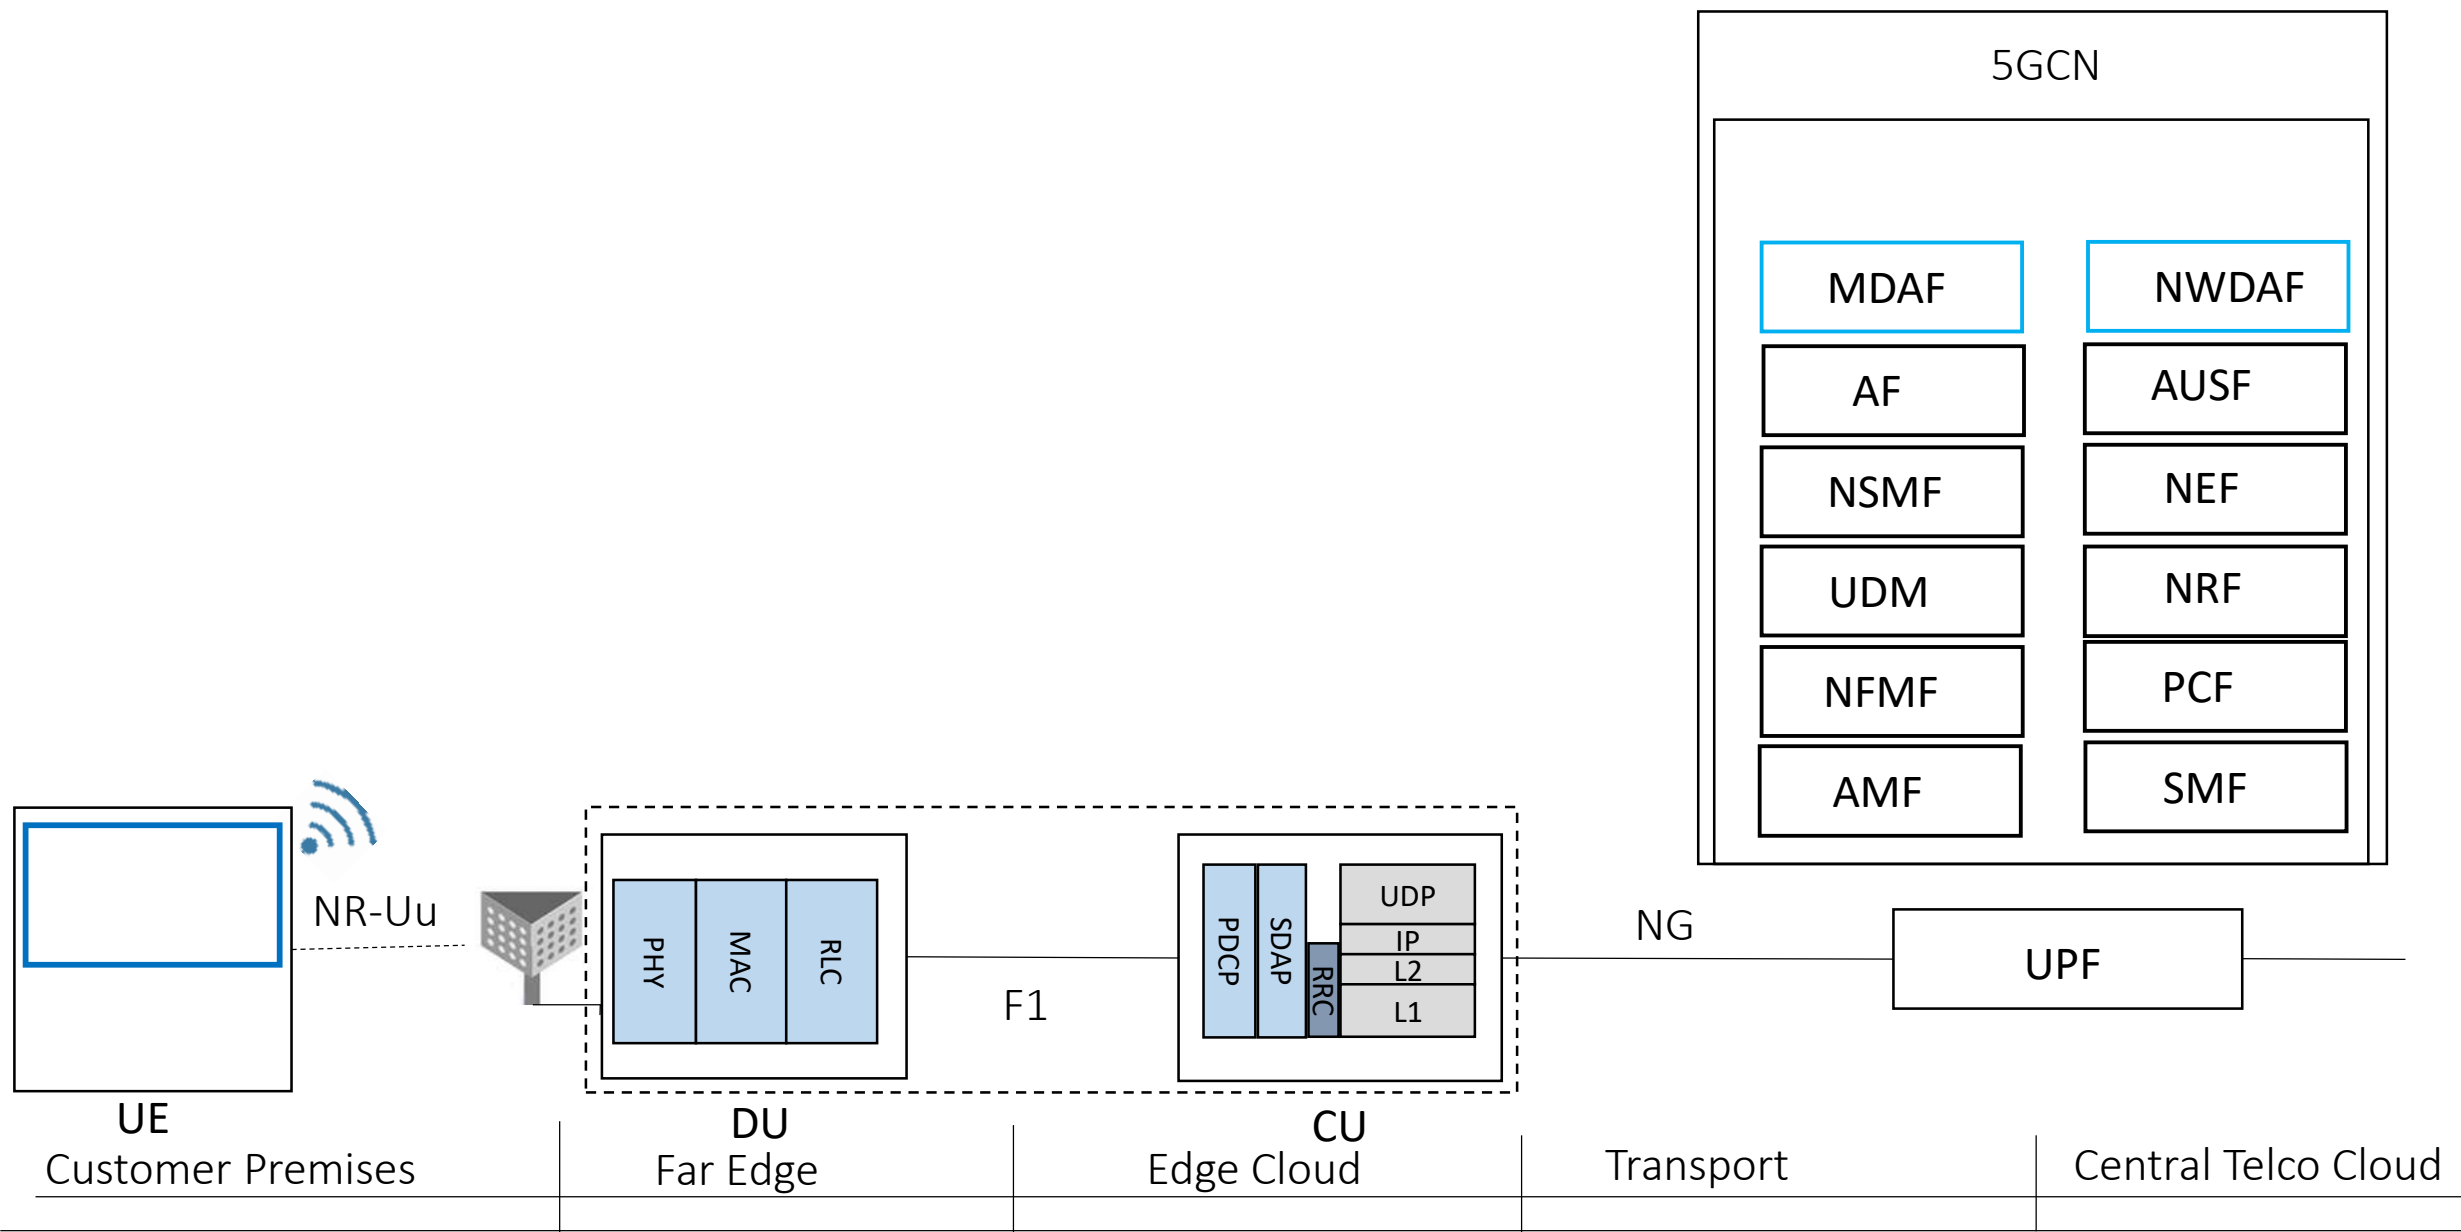 5GCN
MDAF
NWDAF
AF
AUSF
NSMF
NEF
UDM
NRF
NFMF
PCF
AMF
SMF
NR-Uu
PHY
MAC
RLC
F1
PDCP
SDAP
RRC
UDP
IP
L2
L1
NG
UPF
UE
DU
CU
Customer Premises
Far Edge
Edge Cloud
Transport
Central Telco Cloud